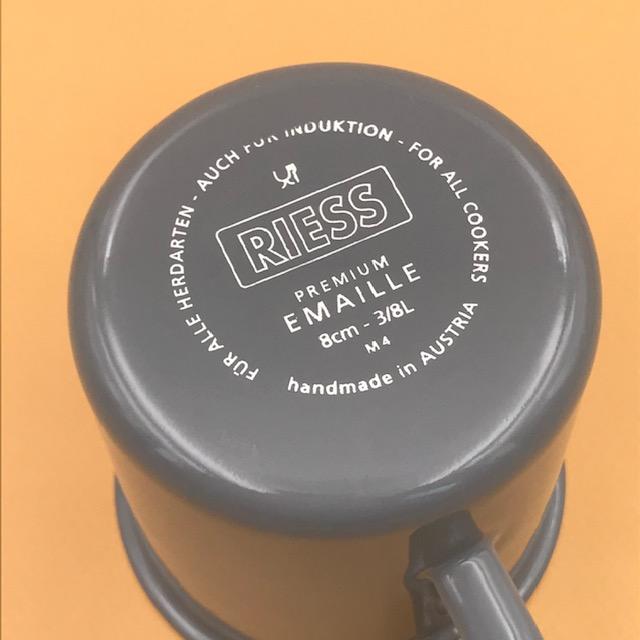 FÜR ALLE HERDARTEN - AUCH FÜR INDUKTION - FOR ALL COOKERS
RIESS
PREMIUM
EMAILLE
8cm - 3/8L
M4
handmade in AUSTRIA